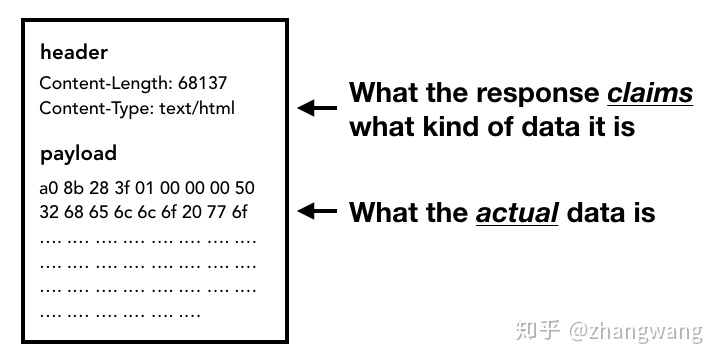 header
Content-Length: 68137
Content-Type: text/html
What the response claims
what kind of data it is
payload
a0 8b 28 3f 01 00 00 00 50
32 68 65 6c 6c 6f 20 77 6f
What the actual data is
.... .... .... .... .... .... .... ....
.... .... .... .... .... .... .... ....
.... .... .... .... .... .... .... ....
.... .... .... .... .... ....
知乎 @zhangwang